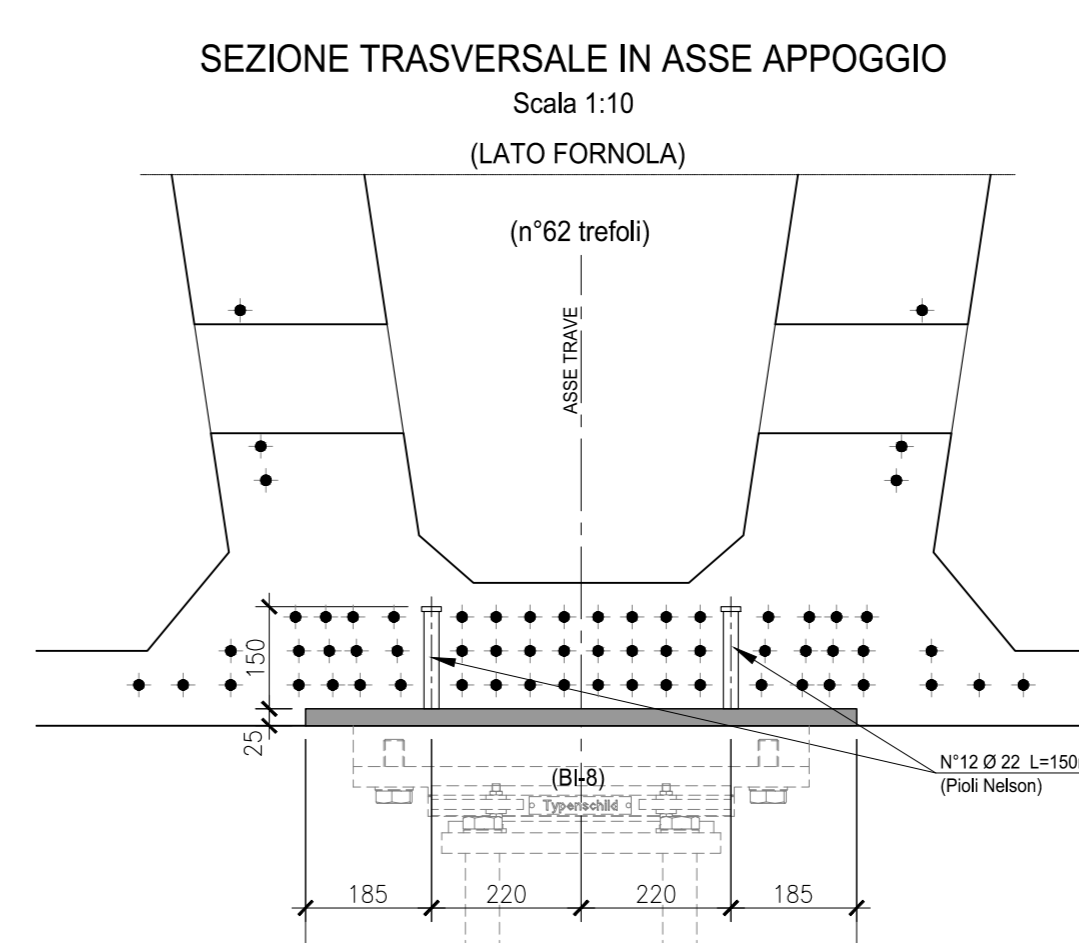 SEZIONE TRASVERSALE IN ASSE APPOGGIO
Scala 1:10
(LATO FORNOLA)
(n°62 trefoli)
ASSE TRAVE
150
25
N°12 Ø 22 L=150
(Pioli Nelson)
(BI-8)
Typenschild
185
220
220
185